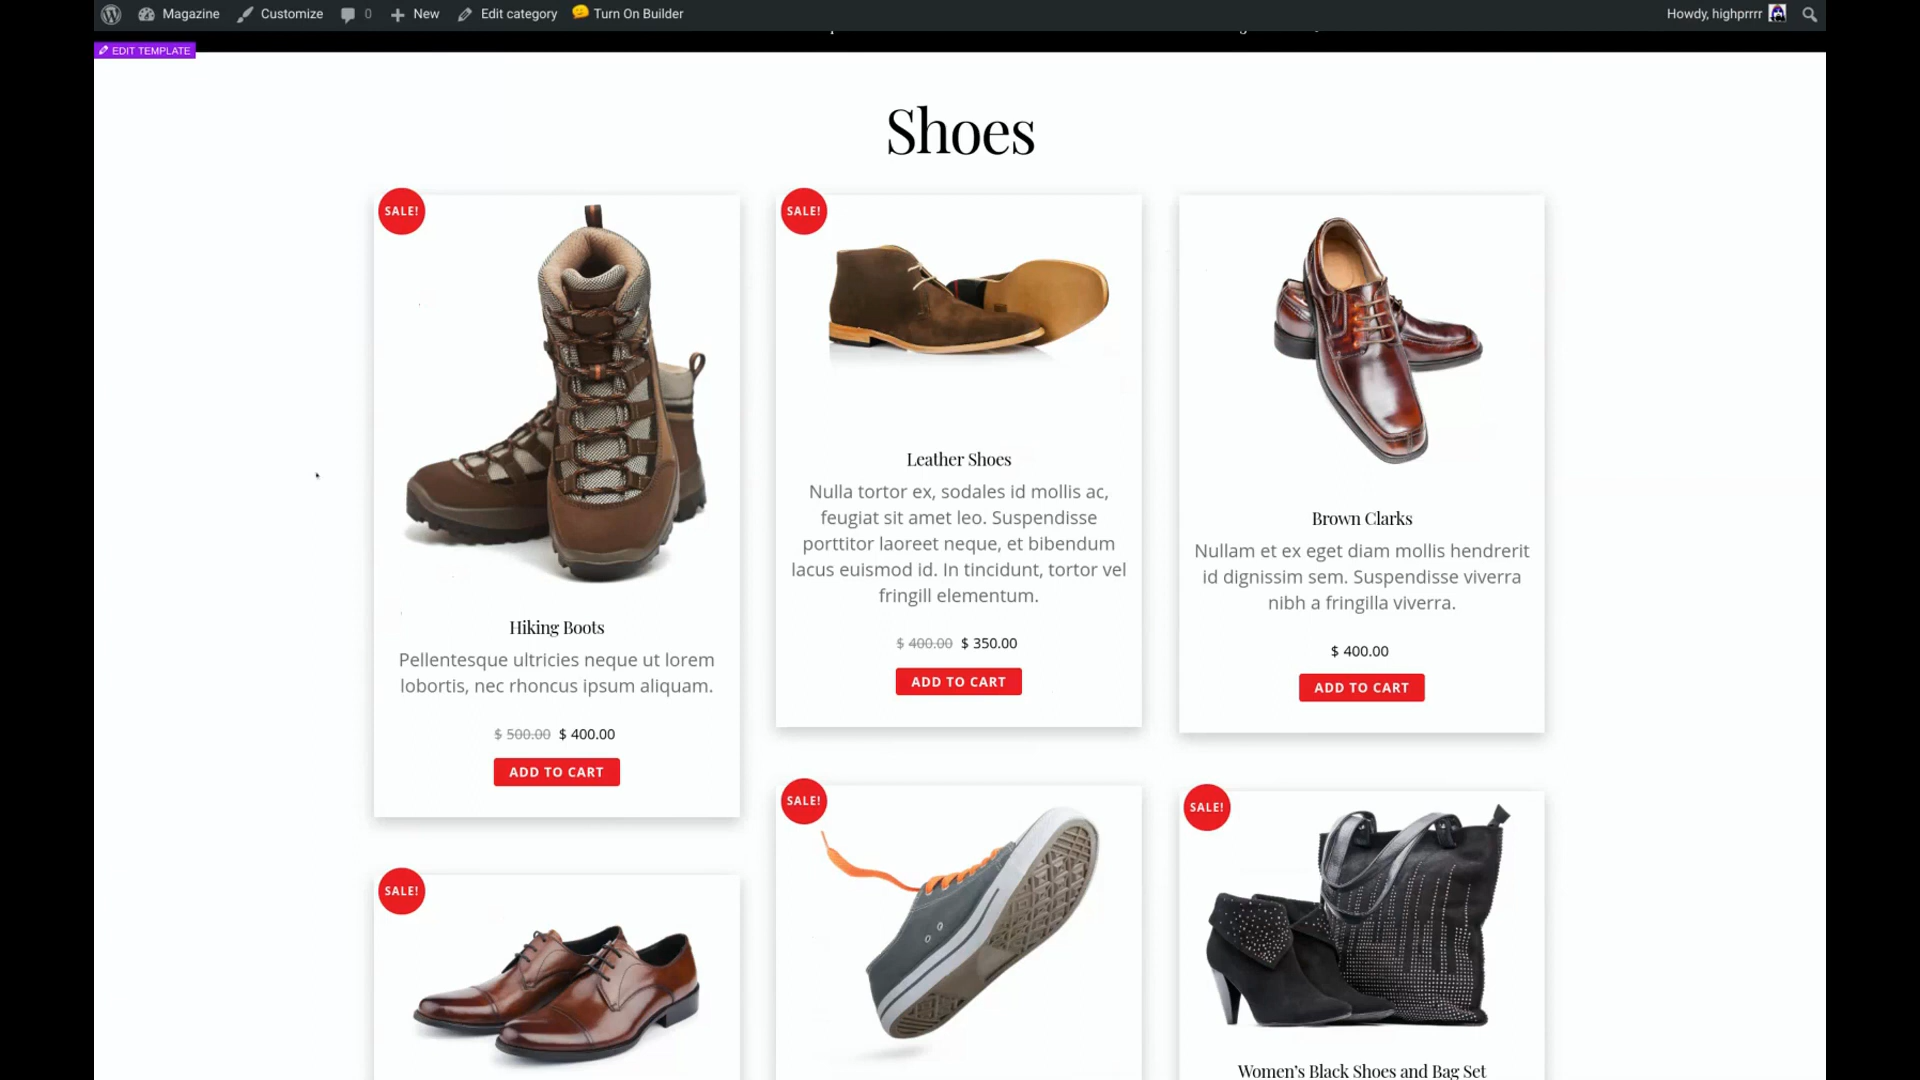 Magazine
Customize
0
New
Edit category
Turn On Builder
Howdy, highprrrr
EDIT TEMPLATE
Shoes
SALE!
Hiking Boots
Pellentesque ultricies neque ut lorem
lobortis, nec rhoncus ipsum aliquam.
$ 500.00 $ 400.00
ADD TO CART
SALE!
Leather Shoes
Nulla tortor ex, sodales id mollis ac,
feugiat sit amet leo. Suspendisse
porttitor laoreet neque, et bibendum
lacus euismod id. In tincidunt, tortor vel
fringill elementum.
$ 400.00 $ 350.00
ADD TO CART
Brown Clarks
Nullam et ex eget diam mollis hendrerit
id dignissim sem. Suspendisse viverra
nibh a fringilla viverra.
$ 400.00
ADD TO CART
SALE!
SALE!
SALE!
Women's Black Shoes and Bag Set